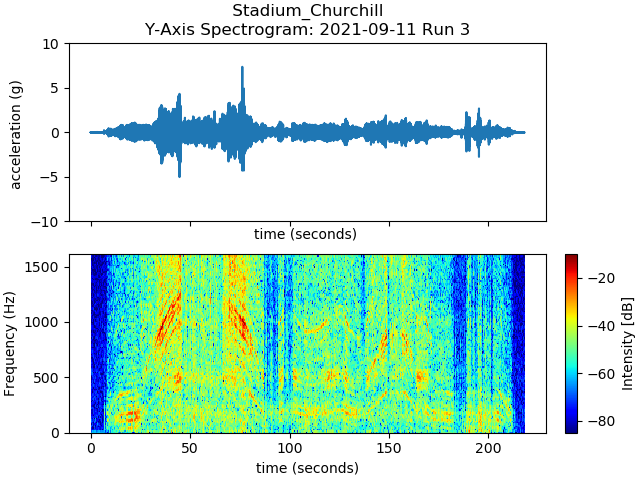 Stadium_Churchill
Y-Axis Spectrogram: 2021-09-11 Run 3
10
5
0
−5
−10
acceleration (g)
time (seconds)
1500
1000
500
0
Frequency (Hz)
0
50
100
150
200
time (seconds)
−20
−40
−60
−80
Intensity [dB]